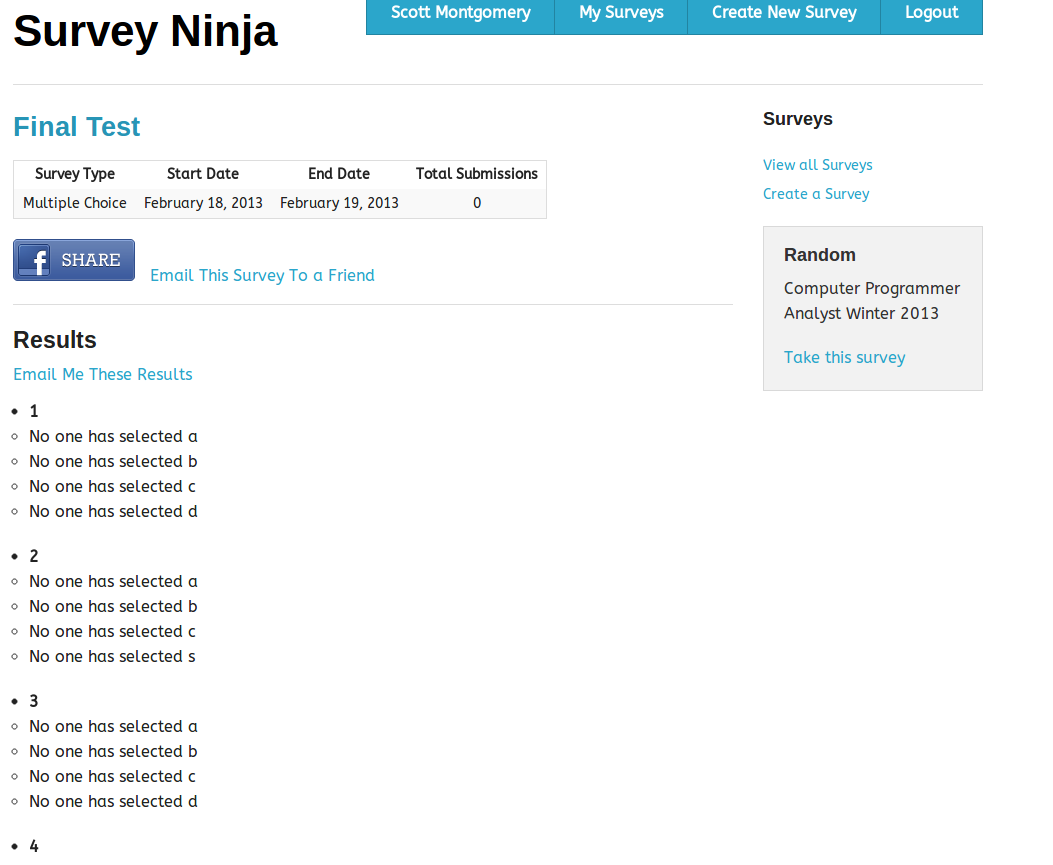 Survey Ninja
Scott Montgomery My Surveys Create New Survey Logout
Final Test
Survey Type Start Date End Date Total Submissions
Multiple Choice February 18, 2013 February 19, 2013 0
f SHARE Email This Survey To a Friend
Results
Email Me These Results
1
No one has selected a
No one has selected b
No one has selected c
No one has selected d
2
No one has selected a
No one has selected b
No one has selected c
No one has selected s
3
No one has selected a
No one has selected b
No one has selected c
No one has selected d
4
Surveys
View all Surveys
Create a Survey
Random
Computer Programmer
Analyst Winter 2013
Take this survey